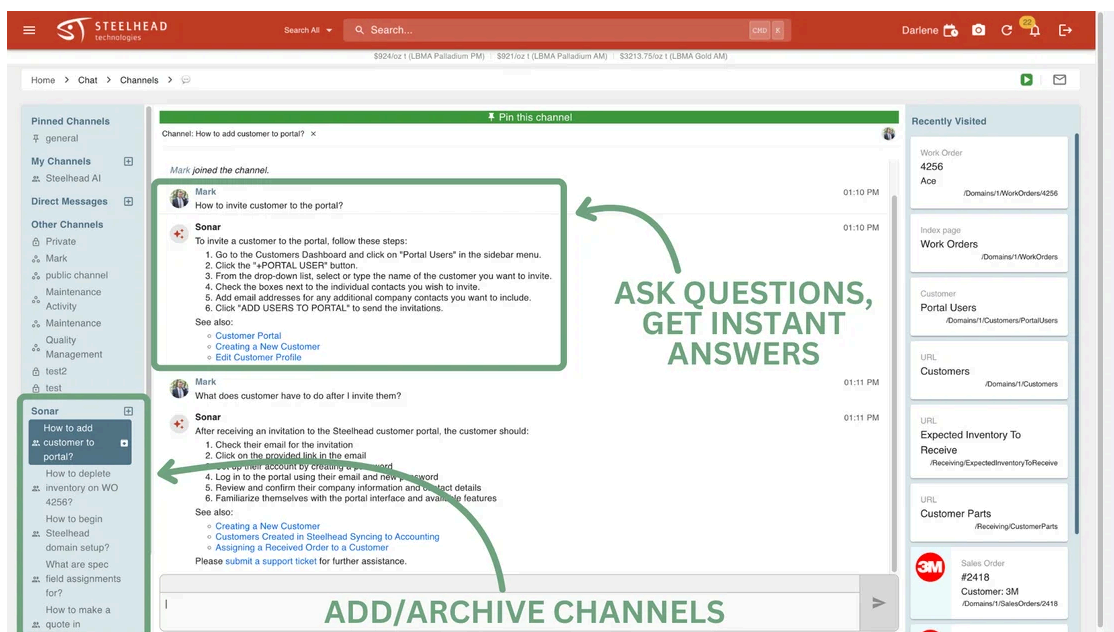 STEELHEAD
technologies
Search All
Search...
CMD K
Darlene
22
$924/oz t (LBMA Palladium PM) | $921/oz t (LBMA Palladium AM) | $3213.75/oz t (LBMA Gold AM)
Home > Chat > Channels >
Pinned Channels
general
My Channels
Steelhead AI
Direct Messages
Other Channels
Private
Mark
public channel
Maintenance
Activity
Maintenance
Quality
Management
test2
test
Sonar
How to add
customer to
portal?
How to deplete
inventory on WO
4256?
How to begin
Steelhead
domain setup?
What are spec
field assignments
for?
How to make a
quote in
Pin this channel
Channel: How to add customer to portal? ×
Mark joined the channel.
Mark 01:10 PM
How to invite customer to the portal?
Sonar 01:10 PM
To invite a customer to the portal, follow these steps:
1. Go to the Customers Dashboard and click on "Portal Users" in the sidebar menu.
2. Click the "+PORTAL USER" button.
3. From the drop-down list, select or type the name of the customer you want to invite.
4. Check the boxes next to the individual contacts you wish to invite.
5. Add email addresses for any additional company contacts you want to include.
6. Click "ADD USERS TO PORTAL" to send the invitations.
See also:
Customer Portal
Creating a New Customer
Edit Customer Profile
ASK QUESTIONS,
GET INSTANT
ANSWERS
Mark 01:11 PM
What does customer have to do after I invite them?
Sonar 01:11 PM
After receiving an invitation to the Steelhead customer portal, the customer should:
1. Check their email for the invitation
2. Click on the provided link in the email
3. Set up their account by creating a password
4. Log in to the portal using their email and new password
5. Review and confirm their company information and contact details
6. Familiarize themselves with the portal interface and available features
See also:
Creating a New Customer
Customers Created in Steelhead Syncing to Accounting
Assigning a Received Order to a Customer
Please submit a support ticket for further assistance.
ADD/ARCHIVE CHANNELS
Recently Visited
Work Order
4256
Ace
/Domains/1/WorkOrders/4256
Index page
Work Orders
/Domains/1/WorkOrders
Customer
Portal Users
/Domains/1/Customers/PortalUsers
URL
Customers
/Domains/1/Customers
URL
Expected Inventory To
Receive
/Receiving/ExpectedInventoryToReceive
URL
Customer Parts
/Receiving/CustomerParts
3M
Sales Order
#2418
Customer: 3M
/Domains/1/SalesOrders/2418